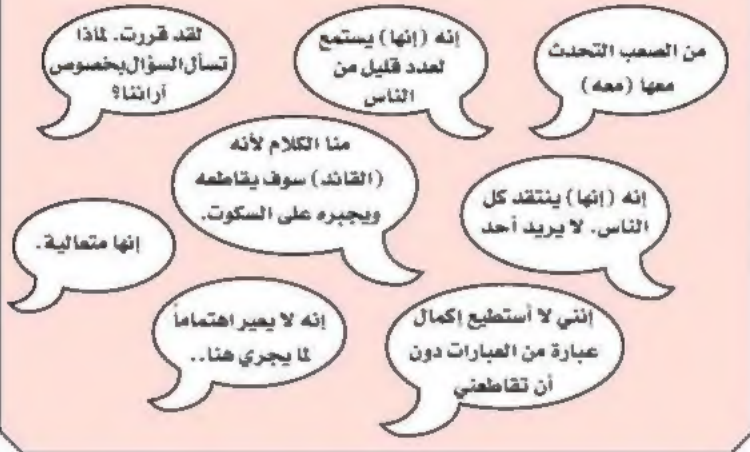 من الصعب التحدث
معها (معه)
إنه (إنها) يستمع
لعدد قليل من
الناس
لقد قررت. لماذا
تسأل السؤال بخصوص
آرائنا؟
إنه (إنها) ينتقد كل
الناس. لا يريد أحد
منا الكلام لأنه
(القائد) سوف يقاطعه
ويجبره على السكوت.
إنها متعالية.
إنني لا أستطيع إكمال
عبارة من العبارات دون
أن تقاطعني
إنه لا يعير اهتماماً
لما يجري هنا..